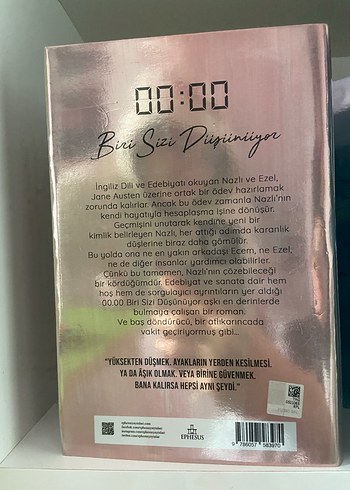 00:00
Biri Sizi Düşünüyor
İngiliz Dili ve Edebiyatı okuyan Nazlı ve Ezel,
Jane Austen üzerine ortak bir ödev hazırlamak
zorunda kalırlar. Ancak bu ödev zamanla Nazlı'nın
kendi hayatıyla hesaplaşma işine dönüşür.
Geçmişini unutarak kendine yeni bir
kimlik belirleyen Nazlı, her attığı adımda karanlık
düşlerine biraz daha gömülür.
Bu yolda ona ne en yakın arkadaşı Ecem, ne Ezel,
ne de diğer insanlar yardımcı olabilirler.
Çünkü bu tamamen, Nazlı'nın çözebileceği
bir kördüğümdür. Edebiyat ve sanata dair hem
hoş hem de sorgulayıcı ayrıntıların yer aldığı
00.00 Biri Sizi Düşünüyor aşkı en derinlerde
bulmaya çalışan bir roman.
Ve baş döndürücü, bir atlıkarıncada
vakit geçiriyormuş gibi...
"YÜKSEKTEN DÜŞMEK, AYAKLARIN YERDEN KESİLMESİ,
YA DA ÂŞIK OLMAK. VEYA BİRİNE GÜVENMEK.
BANA KALIRSA HEPSİ AYNI ŞEYDİ."
EPHESUS
9 786057 583970